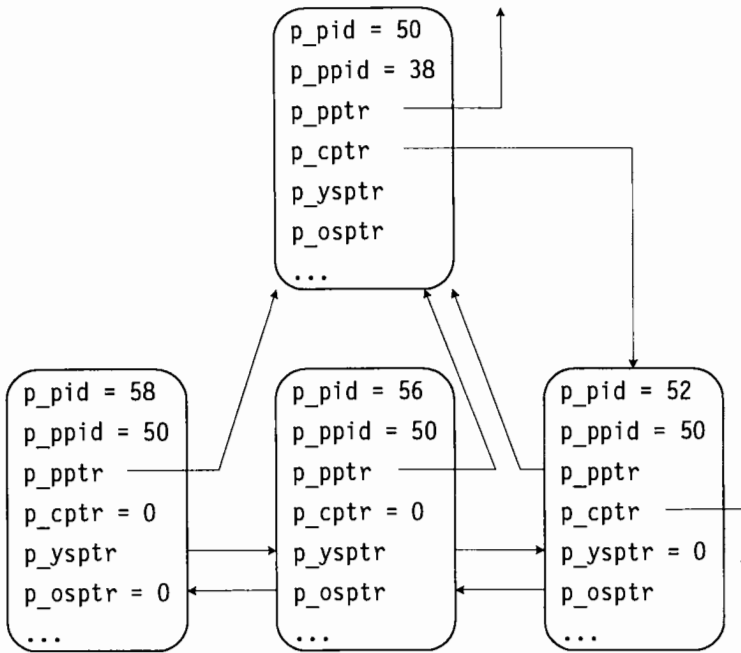 p_pid = 50
p_ppid = 38
p_pptr
p_cptr
p_ysptr
p_osptr
...
p_pid = 58
p_ppid = 50
p_pptr
p_cptr = 0
p_ysptr
p_osptr = 0
...
p_pid = 56
p_ppid = 50
p_pptr
p_cptr = 0
p_ysptr
p_osptr
...
p_pid = 52
p_ppid = 50
p_pptr
p_cptr
p_ysptr = 0
p_osptr
...